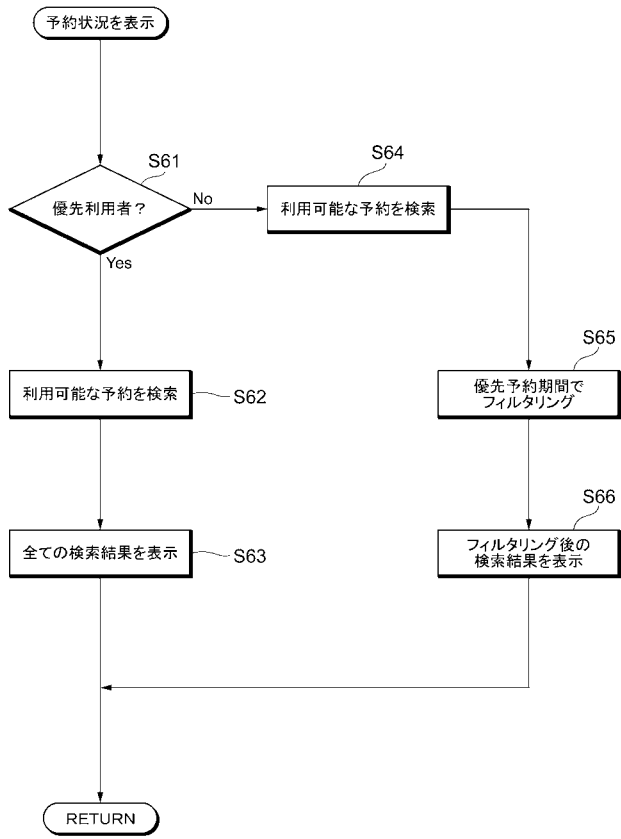 予約状況を表示
S61
優先利用者？
No
Yes
S64
利用可能な予約を検索
利用可能な予約を検索
S62
S65
優先予約期間で
フィルタリング
全ての検索結果を表示
S63
S66
フィルタリング後の
検索結果を表示
RETURN